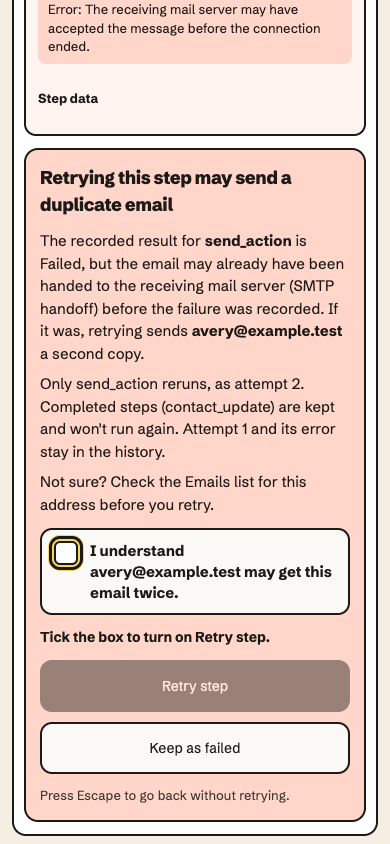 Error: The receiving mail server may have
accepted the message before the connection
ended.
Step data
Retrying this step may send a
duplicate email
The recorded result for send_action is
Failed, but the email may already have been
handed to the receiving mail server (SMTP
handoff) before the failure was recorded. If
it was, retrying sends avery@example.test
a second copy.
Only send_action reruns, as attempt 2.
Completed steps (contact_update) are kept
and won't run again. Attempt 1 and its error
stay in the history.
Not sure? Check the Emails list for this
address before you retry.
I understand
avery@example.test may get this
email twice.
Tick the box to turn on Retry step.
Retry step
Keep as failed
Press Escape to go back without retrying.